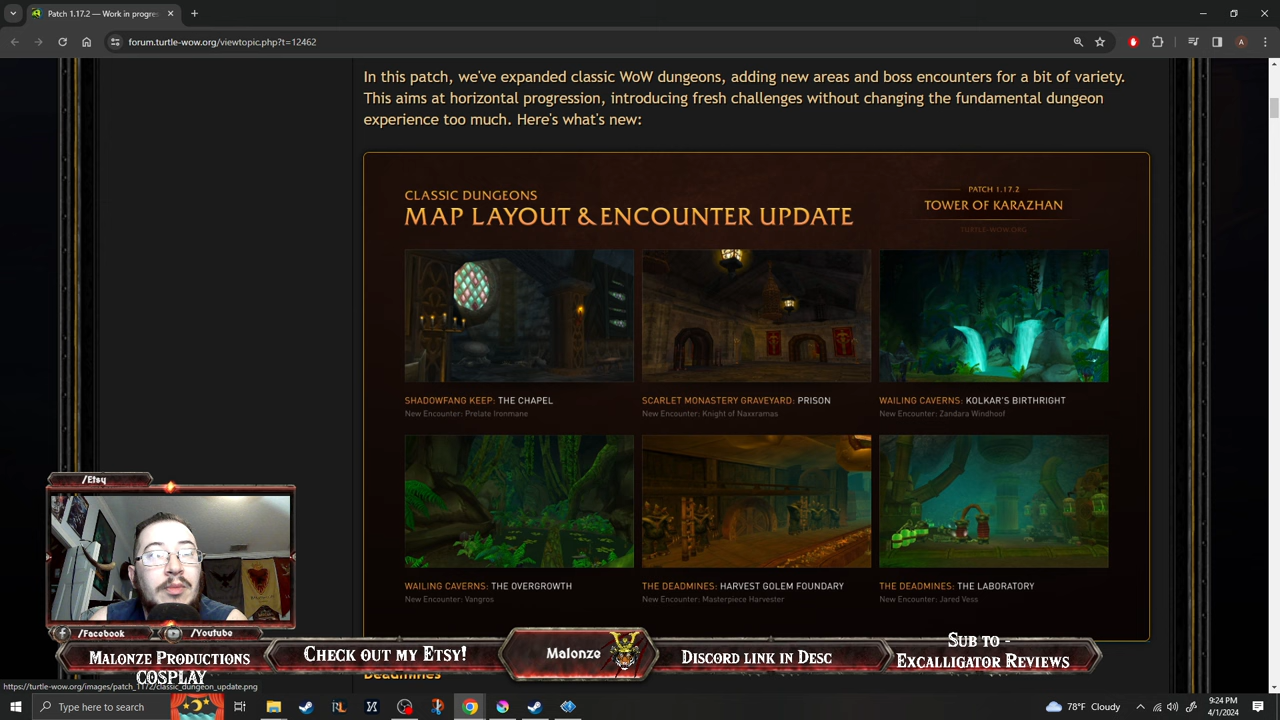 Patch 1.17.2 — Work in progres
forum.turtle-wow.org/viewtopic.php?t=12462
A
In this patch, we've expanded classic WoW dungeons, adding new areas and boss encounters for a bit of variety.
This aims at horizontal progression, introducing fresh challenges without changing the fundamental dungeon
experience too much. Here's what's new:
CLASSIC DUNGEONS
MAP LAYOUT & ENCOUNTER UPDATE
PATCH 1.17.2
TOWER OF KARAZHAN
TURTLE-WOW.ORG
SHADOWFANG KEEP: THE CHAPEL
New Encounter: Prelate Ironmane
SCARLET MONASTERY GRAVEYARD: PRISON
New Encounter: Knight of Naxxramas
WAILING CAVERNS: KOLKAR'S BIRTHRIGHT
New Encounter: Zandara Windhoof
WAILING CAVERNS: THE OVERGROWTH
New Encounter: Vangros
THE DEADMINES: HARVEST GOLEM FOUNDARY
New Encounter: Masterpiece Harvester
THE DEADMINES: THE LABORATORY
New Encounter: Jared Vess
/Etsy
/Facebook
/Youtube
Malonze Productions
COSPLAY
Check out my Etsy!
Malonze
Discord link in Desc
Sub to -
Excalligator Reviews
Deadmines
https://turtle-wow.org/images/patch_1172/classic_dungeon_update.png
Type here to search
78°F Cloudy
9:24 PM
4/1/2024